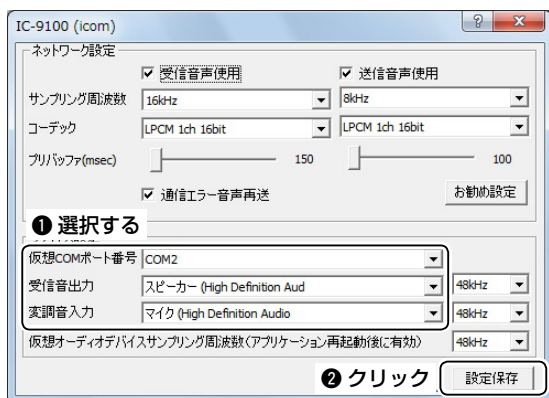 IC-9100 (icom)
ネットワーク設定
受信音声使用 送信音声使用
サンプリング周波数 16kHz 8kHz
コーデック LPCM 1ch 16bit LPCM 1ch 16bit
プリバッファ(msec) 150 100
通信エラー音声再送 お勧め設定
❶ 選択する
仮想COMポート番号 COM2
受信音出力 スピーカー (High Definition Aud 48kHz
変調音入力 マイク (High Definition Audio 48kHz
仮想オーディオデバイスサンプリング周波数(アプリケーション再起動後に有効) 48kHz
❷ クリック 設定保存